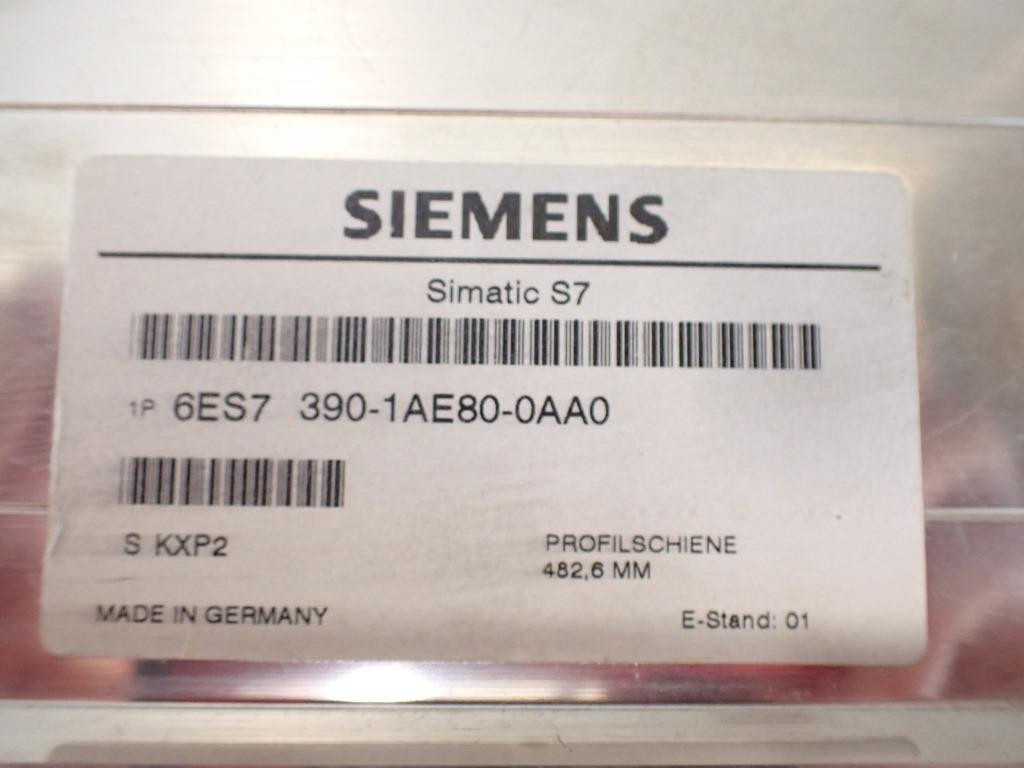 SIEMENS
Simatic S7
1P 6ES7 390-1AE80-0AA0
S KXP2
PROFILSCHIENE
482,6 MM
MADE IN GERMANY
E-Stand: 01